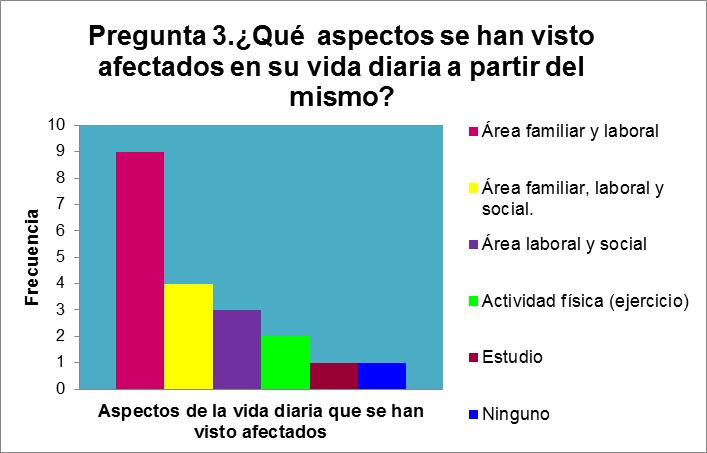 Pregunta 3.¿Qué  aspectos se han visto
afectados en su vida diaria a partir del
mismo?
10
9
8
7
6
5
4
3
2
1
0
Frecuencia
Aspectos de la vida diaria que se han
visto afectados
Área familiar y laboral
Área familiar, laboral y
social.
Área laboral y social
Actividad física (ejercicio)
Estudio
Ninguno